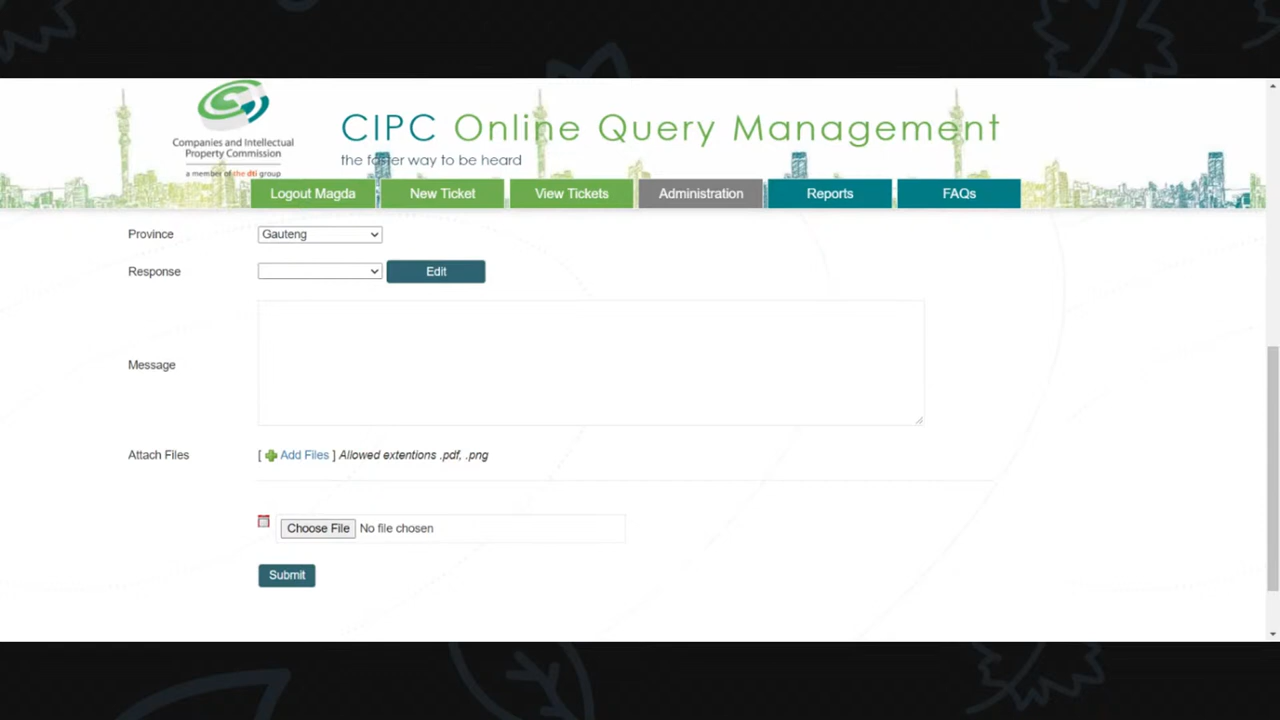 Companies and Intellectual
Property Commission
a member of the dti group
CIPC Online Query Management
the faster way to be heard
Logout Magda New Ticket View Tickets Administration Reports FAQs
Province Gauteng
Response Edit
Message
Attach Files [ Add Files ] Allowed extentions .pdf, .png
Choose File No file chosen
Submit